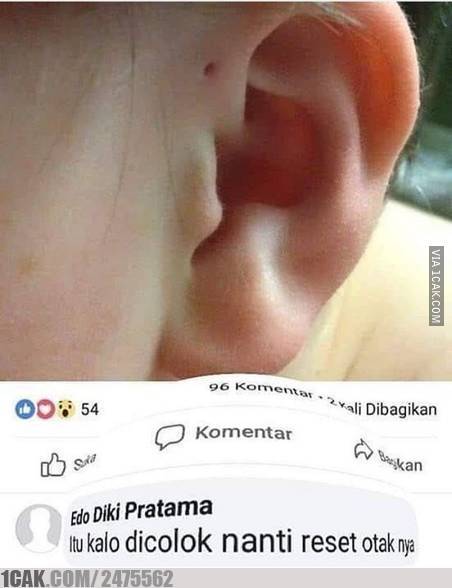 VIA 1CAK.COM
54
96 Komentar • 2 Kali Dibagikan
Suka
Komentar
Bagikan
Edo Diki Pratama
Itu kalo dicolok nanti reset otak nya
1CAK.COM/2475562